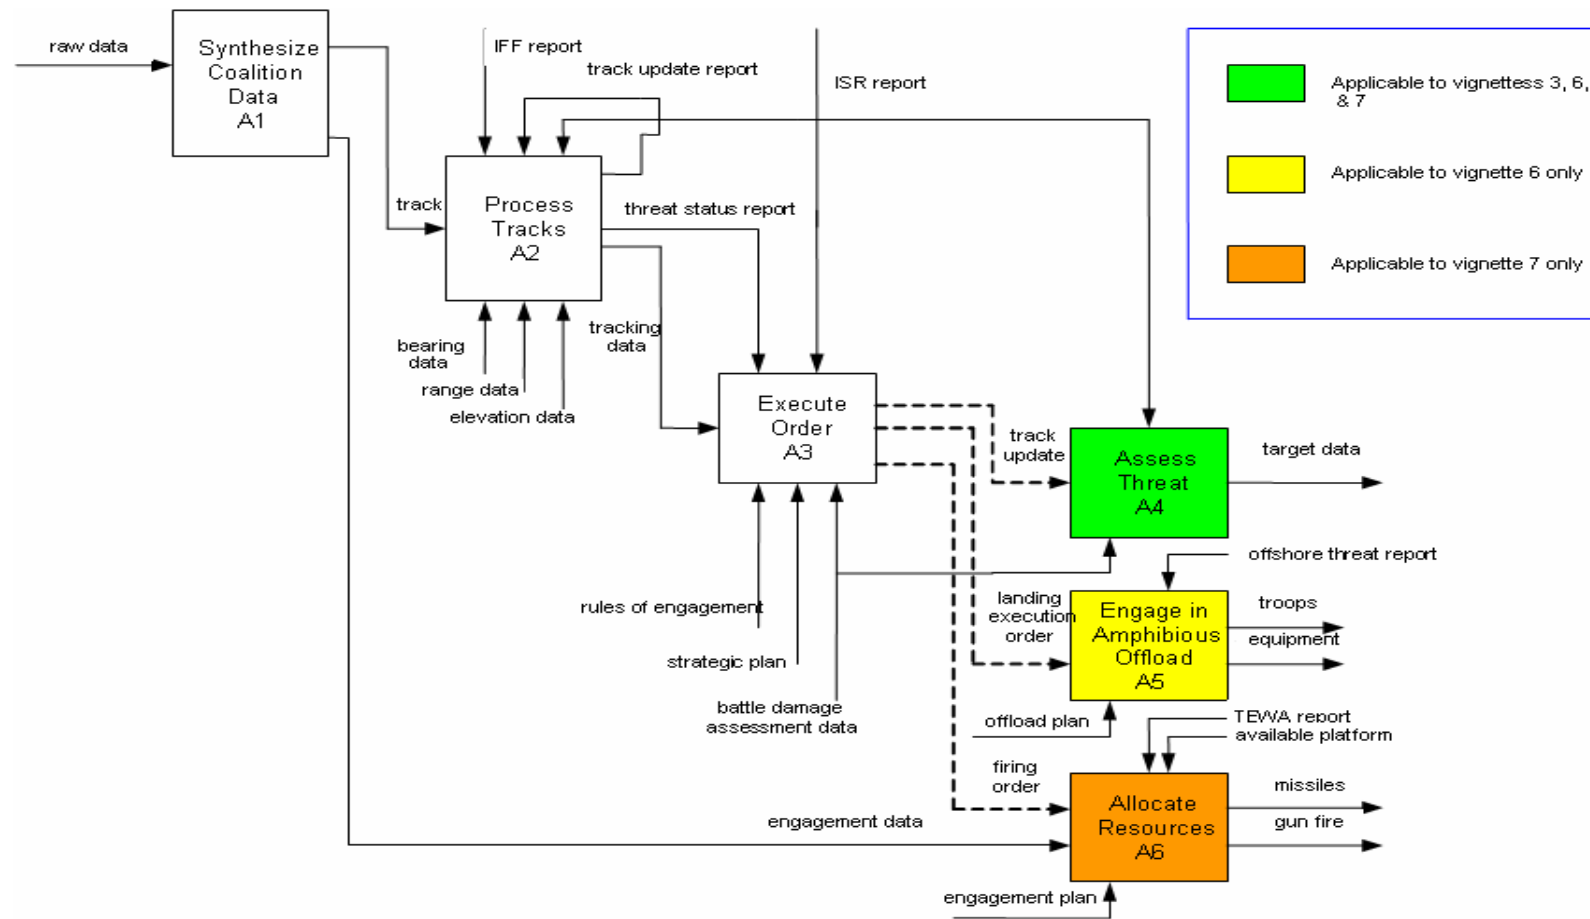 raw data
Synthesize
Coalition
Data
A1
IFF report
track update report
ISR report
Applicable to vignettess 3, 6,
& 7
Applicable to vignette 6 only
Applicable to vignette 7 only
track
Process
Tracks
A2
threat status report
bearing
data
range data
elevation data
tracking
data
Execute
Order
A3
track
update
Assess
Threat
A4
target data
rules of engagement
strategic plan
battle damage
assessment data
offshore threat report
landing
execution
order
Engage in
Amphibious
Offload
A5
troops
equipment
offload plan
TEWA report
available platform
firing
order
Allocate
Resources
A6
missiles
gun fire
engagement data
engagement plan